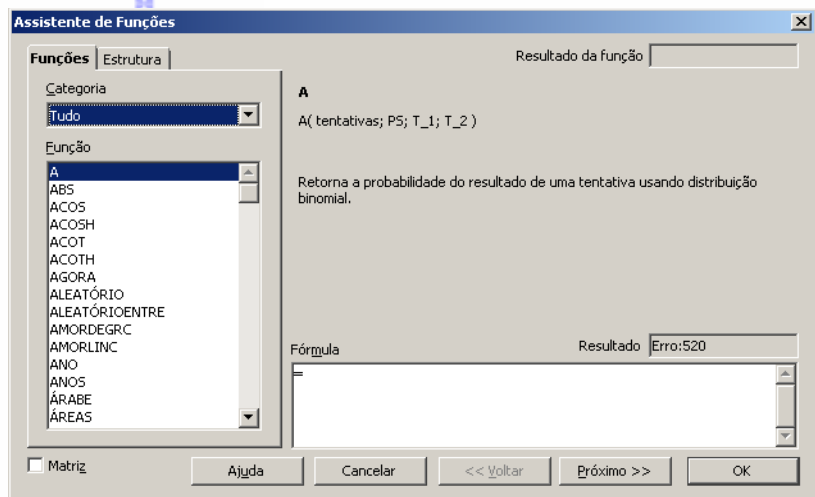 Assistente de Funções
Funções
Estrutura
Resultado da função
Categoria
Tudo
Função
A
ABS
ACOS
ACOSH
ACOT
ACOTH
AGORA
ALEATÓRIO
ALEATÓRIOENTRE
AMORDEGRC
AMORLINC
ANO
ANOS
ÁRABE
ÁREAS
A
A( tentativas; PS; T_1; T_2 )
Retorna a probabilidade do resultado de uma tentativa usando distribuição
binomial.
Fórmula
Resultado
Erro:520
=
Matriz
Ajuda
Cancelar
<< Voltar
Próximo >>
OK